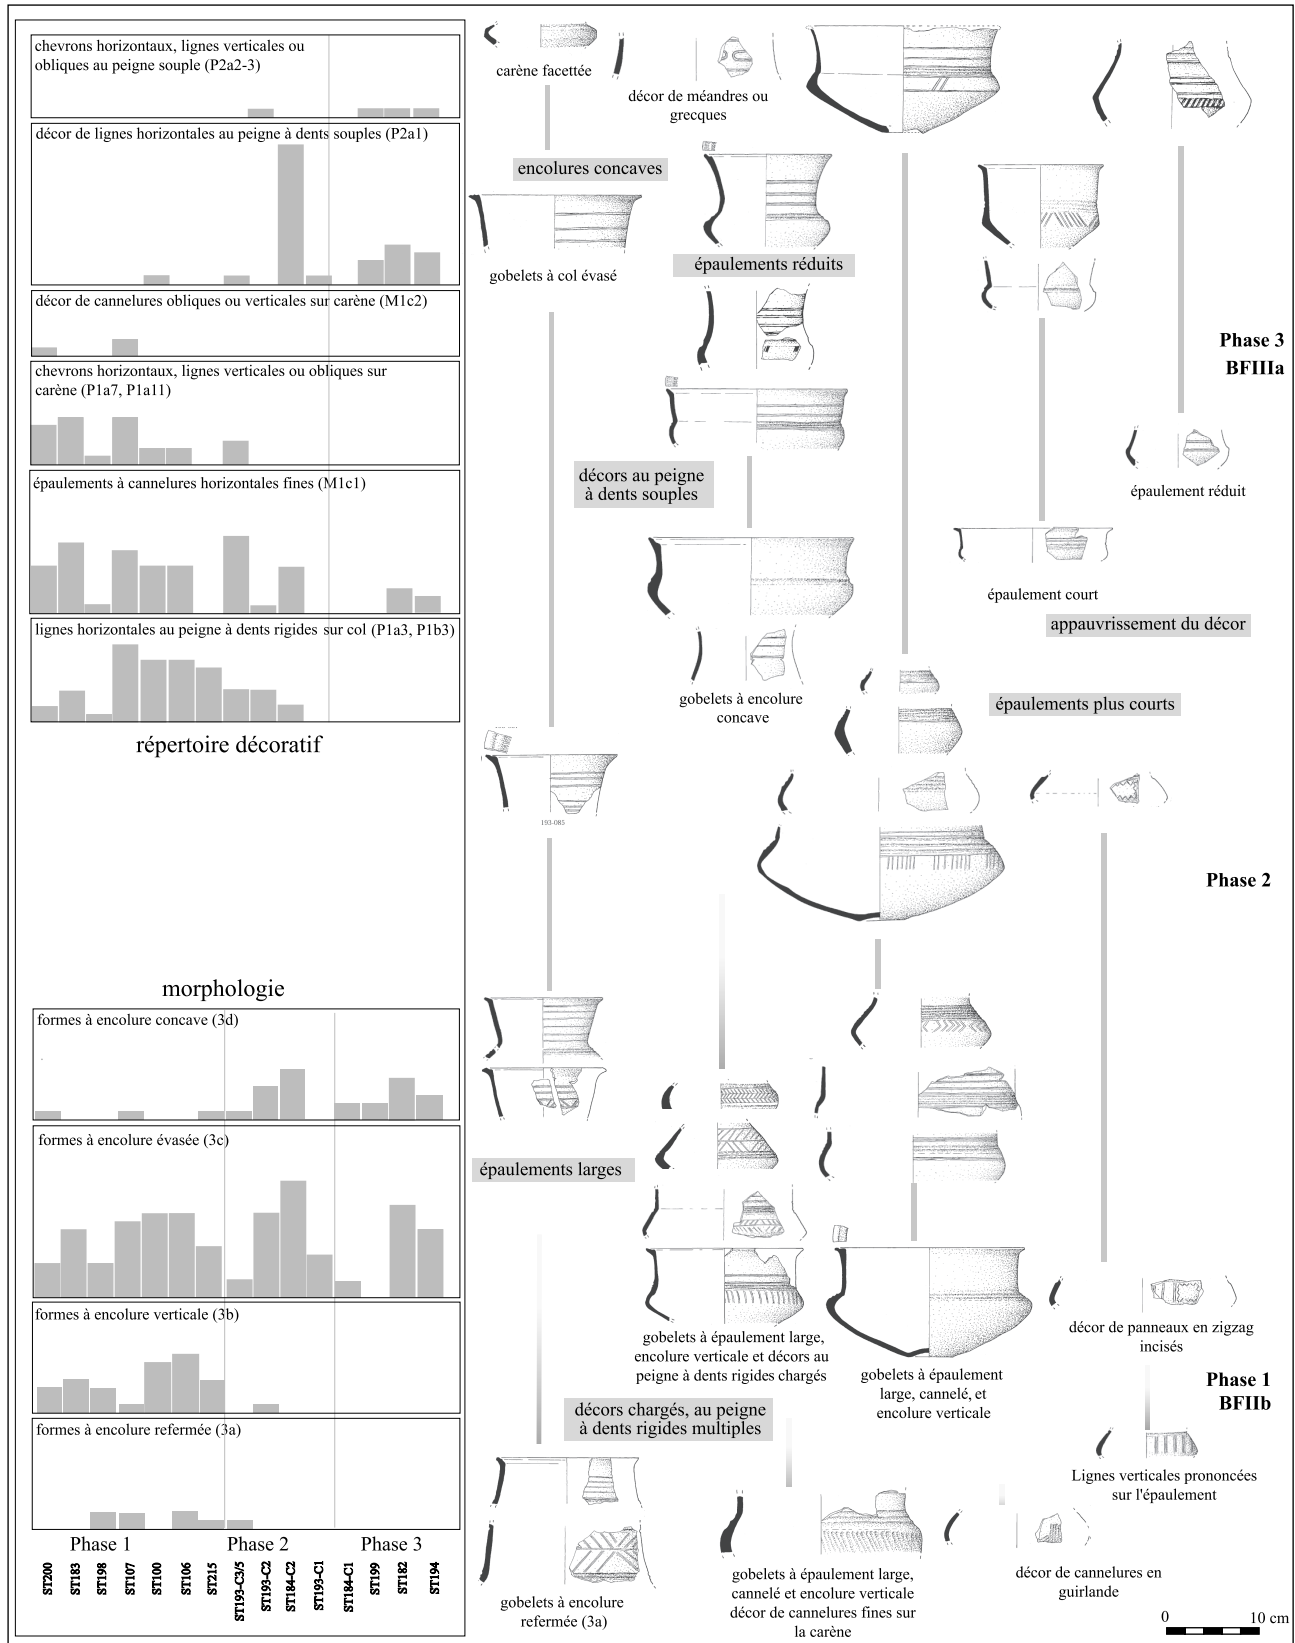 chevrons horizontaux, lignes verticales ou
obliques au peigne souple (P2a2-3)
décor de lignes horizontales au peigne à dents souples (P2a1)
décor de cannelures obliques ou verticales sur carène (M1c2)
chevrons horizontaux, lignes verticales ou obliques sur
carène (P1a7, P1a11)
épaulements à cannelures horizontales fines (M1c1)
lignes horizontales au peigne à dents rigides sur col (P1a3, P1b3)
répertoire décoratif
morphologie
formes à encolure concave (3d)
formes à encolure évasée (3c)
formes à encolure verticale (3b)
formes à encolure refermée (3a)
Phase 1
Phase 2
Phase 3
ST200
ST183
ST198
ST107
ST100
ST106
ST215
ST193-C3/5
ST193-C2
ST184-C2
ST193-C1
ST184-C1
ST199
ST182
ST194
carène facettée
décor de méandres ou
grecques
encolures concaves
gobelets à col évasé
épaulements réduits
Phase 3
BFIIIa
décors au peigne
à dents souples
épaulement réduit
épaulement court
appauvrissement du décor
gobelets à encolure
concave
épaulements plus courts
193-085
Phase 2
épaulements larges
gobelets à épaulement large,
encolure verticale et décors au
peigne à dents rigides chargés
gobelets à épaulement
large, cannelé, et
encolure verticale
décor de panneaux en zigzag
incisés
Phase 1
BFIIb
décors chargés, au peigne
à dents rigides multiples
Lignes verticales prononcées
sur l'épaulement
gobelets à encolure
refermée (3a)
gobelets à épaulement large,
cannelé et encolure verticale
décor de cannelures fines sur
la carène
décor de cannelures en
guirlande
0
10 cm